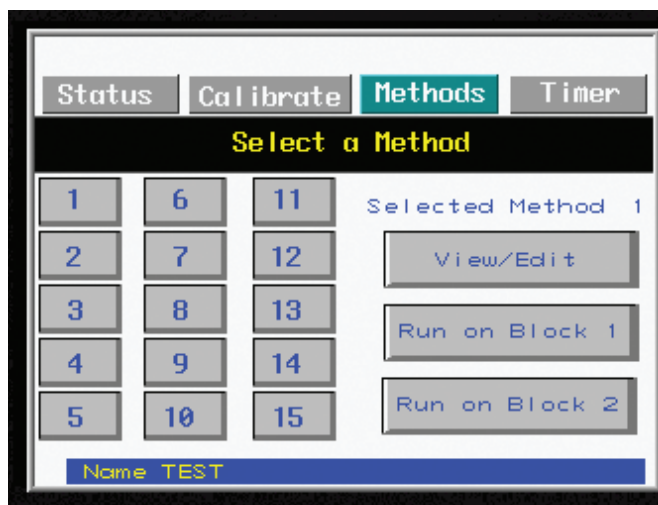 Status Calibrate Methods Timer
Select a Method
1 6 11 Selected Method 1
2 7 12 View/Edit
3 8 13
Run on Block 1
4 9 14
5 10 15 Run on Block 2
Name TEST